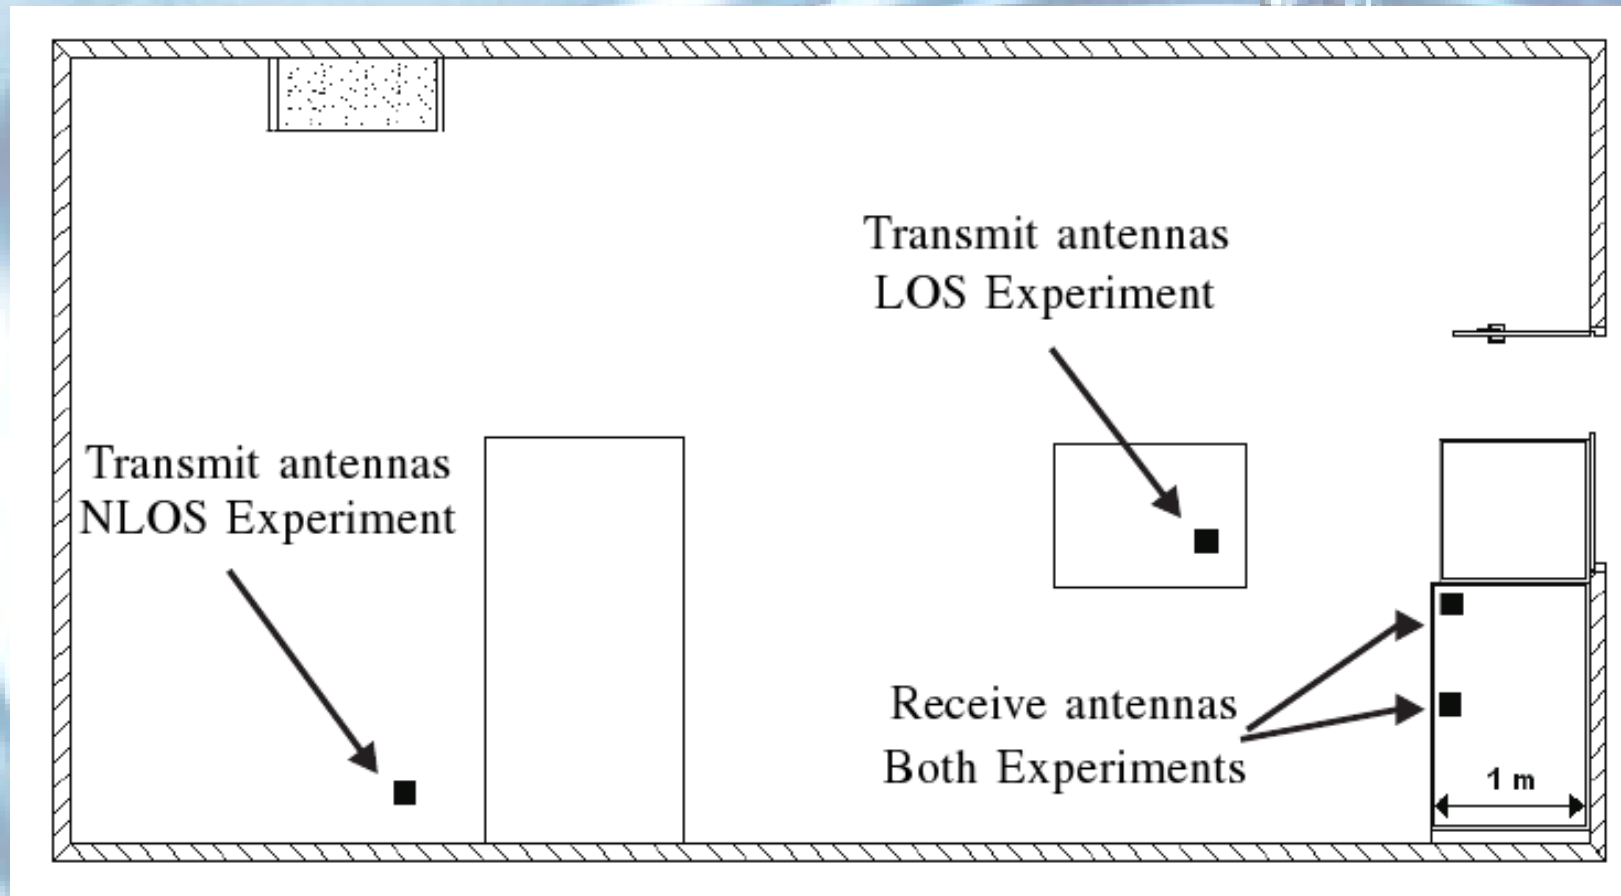 Transmit antennas
LOS Experiment
Transmit antennas
NLOS Experiment
Receive antennas
Both Experiments
1 m